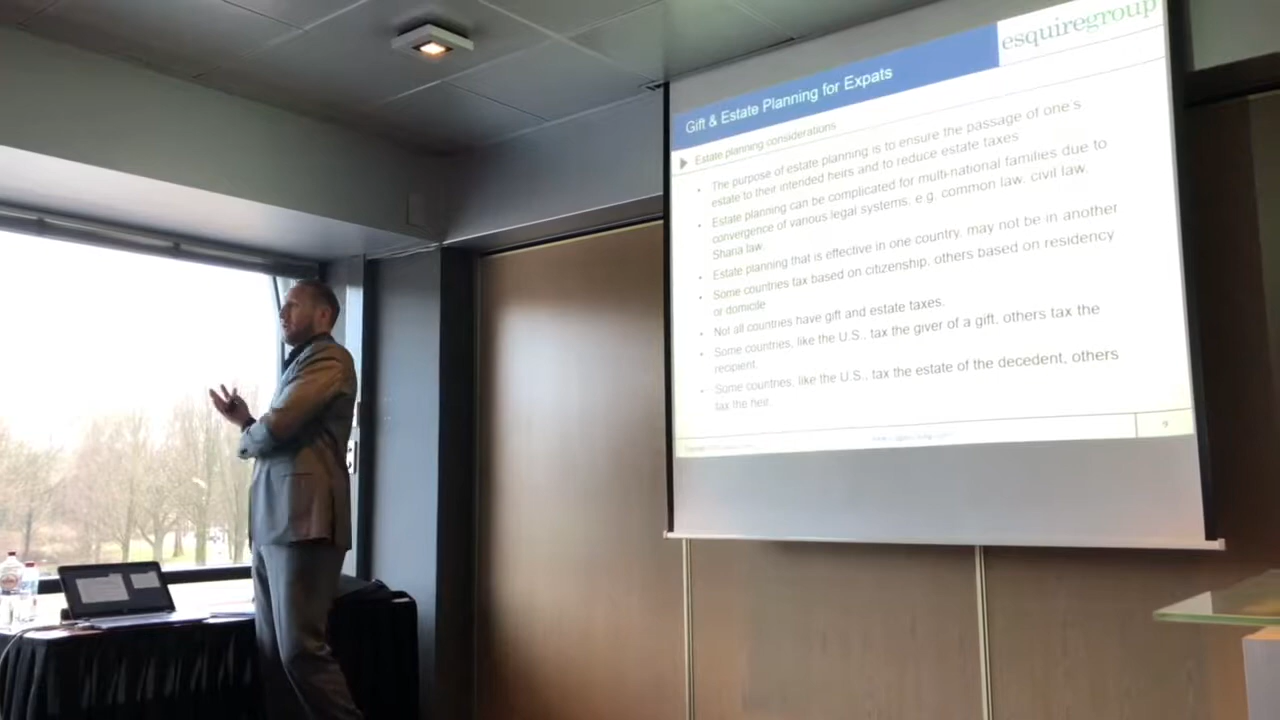 esquiregroup
Gift & Estate Planning for Expats
Estate planning considerations
The purpose of estate planning is to ensure the passage of one's
estate to their intended heirs and to reduce estate taxes
Estate planning can be complicated for multi-national families due to
convergence of various legal systems, e.g. common law, civil law,
Sharia law.
Estate planning that is effective in one country, may not be in another
Some countries tax based on citizenship, others based on residency
or domicile
Not all countries have gift and estate taxes.
Some countries, like the U.S., tax the giver of a gift, others tax the
recipient.
Some countries, like the U.S., tax the estate of the decedent, others
tax the heir.
9